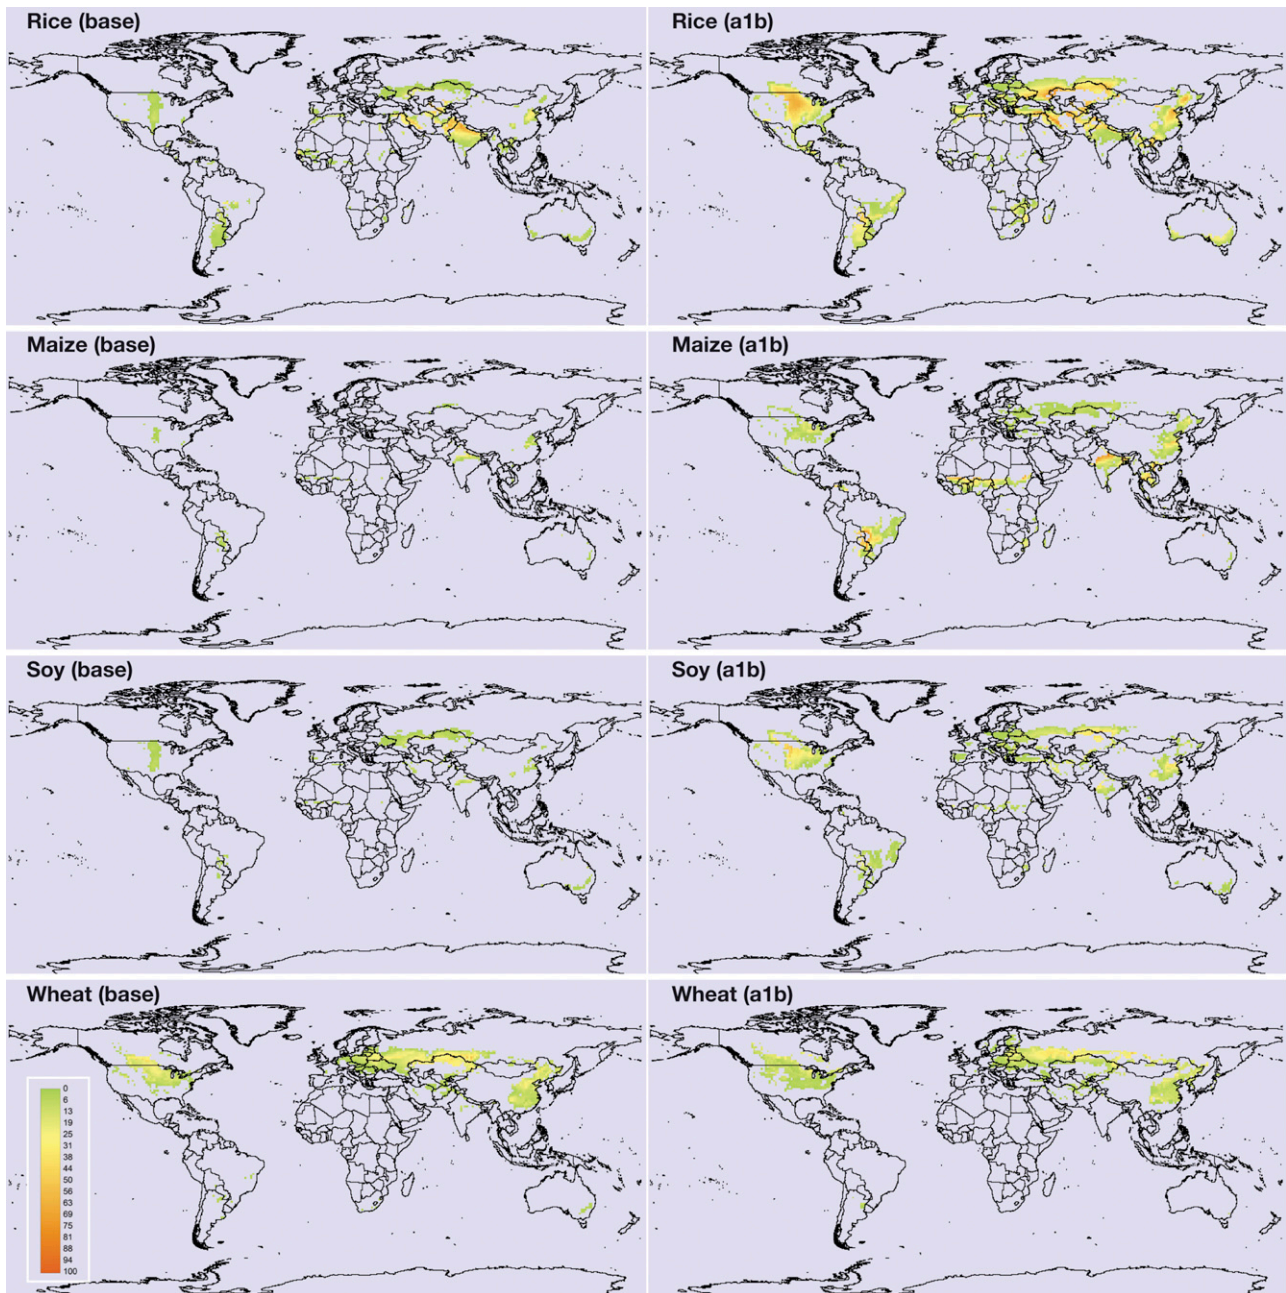 Rice (base)
Rice (a1b)
Maize (base)
Maize (a1b)
Soy (base)
Soy (a1b)
Wheat (base)
Wheat (a1b)
0
6
13
19
25
31
38
44
50
56
63
69
75
81
88
94
100